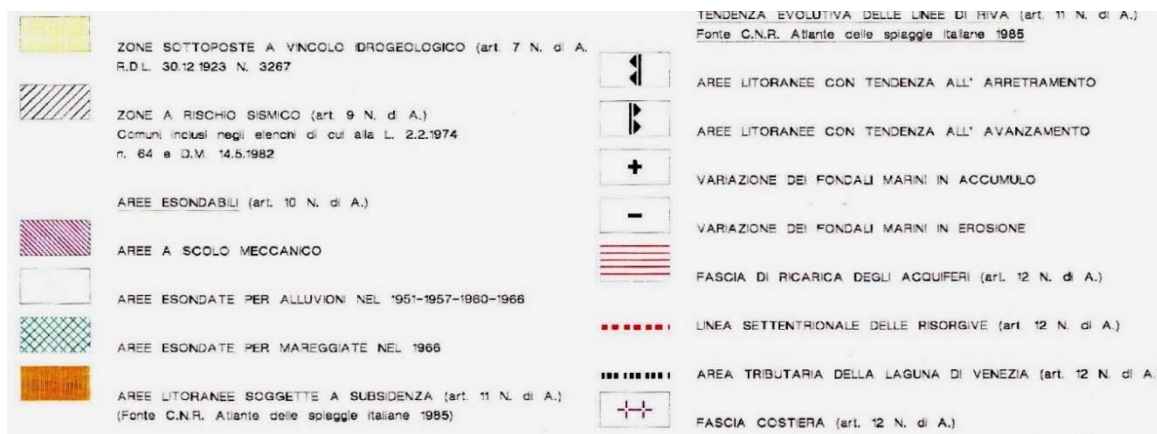 ZONE SOTTOPOSTE A VINCOLO IDROGEOLOGICO (art. 7 N. di A.
R.D.L. 30.12.1923 N. 3267
ZONE A RISCHIO SISMICO (art. 9 N. di A.)
Comuni inclusi negli elenchi di cui alla L. 2.2.1974
n. 64 e D.M. 14.5.1982
AREE ESONDABILI (art. 10 N. di A.)
AREE A SCOLO MECCANICO
AREE ESONDATE PER ALLUVIONI NEL 1951-1957-1960-1966
AREE ESONDATE PER MAREGGIATE NEL 1966
AREE LITORANEE SOGGETTE A SUBSIDENZA (art. 11 N. di A.)
(Fonte C.N.R. Atlante delle spiaggie italiane 1985)
TENDENZA EVOLUTIVA DELLE LINEE DI RIVA (art. 11 N. di A.)
Fonte C.N.R. Atlante delle spiaggie italiane 1985
AREE LITORANEE CON TENDENZA ALL' ARRETRAMENTO
AREE LITORANEE CON TENDENZA ALL' AVANZAMENTO
VARIAZIONE DEI FONDALI MARINI IN ACCUMULO
VARIAZIONE DEI FONDALI MARINI IN EROSIONE
FASCIA DI RICARICA DEGLI ACQUIFERI (art. 12 N. di A.)
LINEA SETTENTRIONALE DELLE RISORGIVE (art. 12 N. di A.)
AREA TRIBUTARIA DELLA LAGUNA DI VENEZIA (art. 12 N. di A.
FASCIA COSTIERA (art. 12 N. di A.)